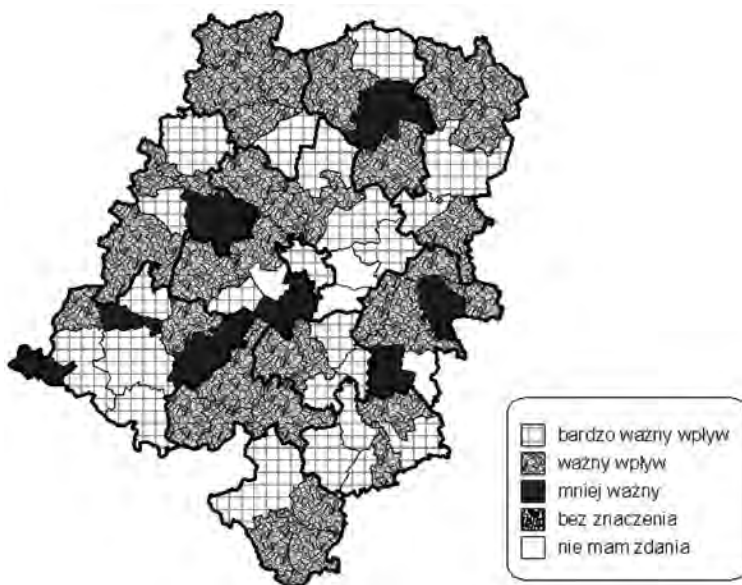 bardzo ważny wpływ
ważny wpływ
mniej ważny
bez znaczenia
nie mam zdania